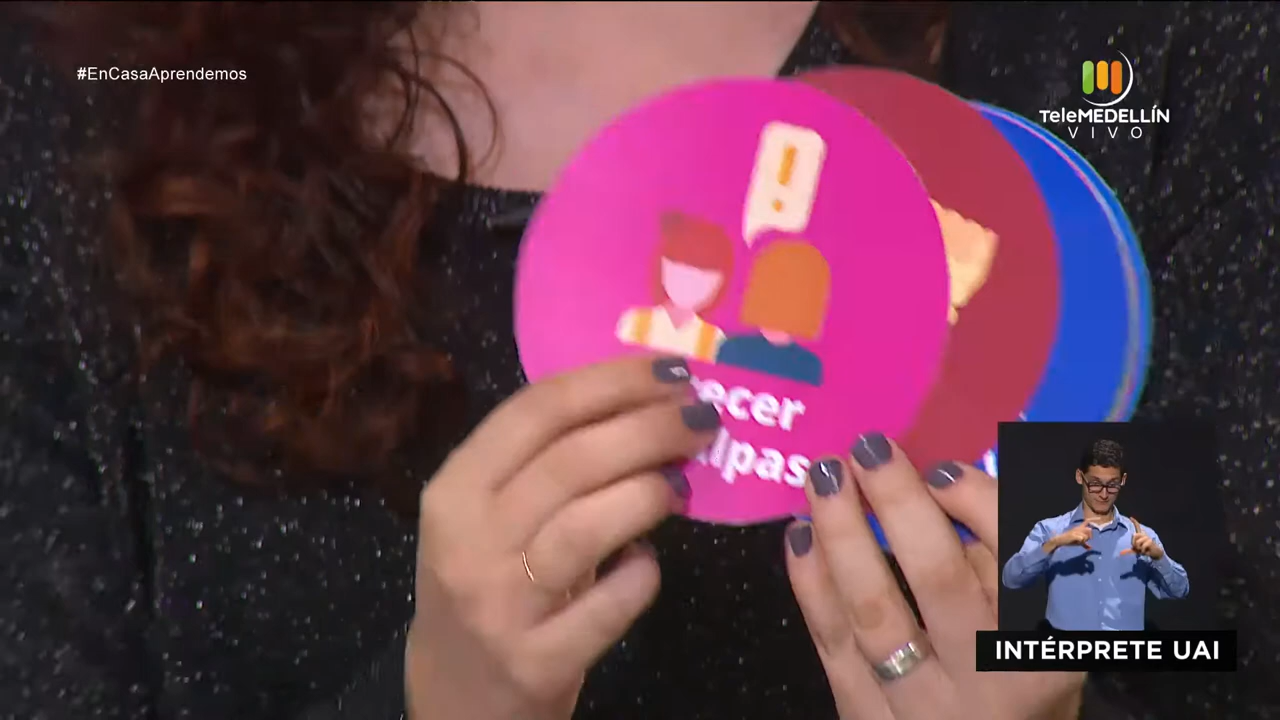 #EnCasaAprendemos
TeleMEDELLÍN
VIVO
ecer
lpas
INTÉRPRETE UAI